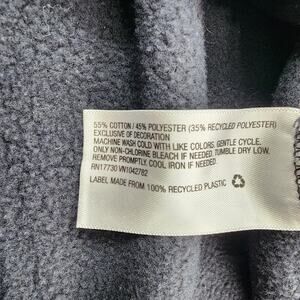 55% COTTON / 45% POLYESTER (35% RECYCLED POLYESTER)
EXCLUSIVE OF DECORATION
MACHINE WASH COLD WITH LIKE COLORS, GENTLE CYCLE.
ONLY NON-CHLORINE BLEACH IF NEEDED. TUMBLE DRY LOW.
REMOVE PROMPTLY. COOL IRON IF NEEDED.
RN17730 VN1042782
LABEL MADE FROM 100% RECYCLED PLASTIC